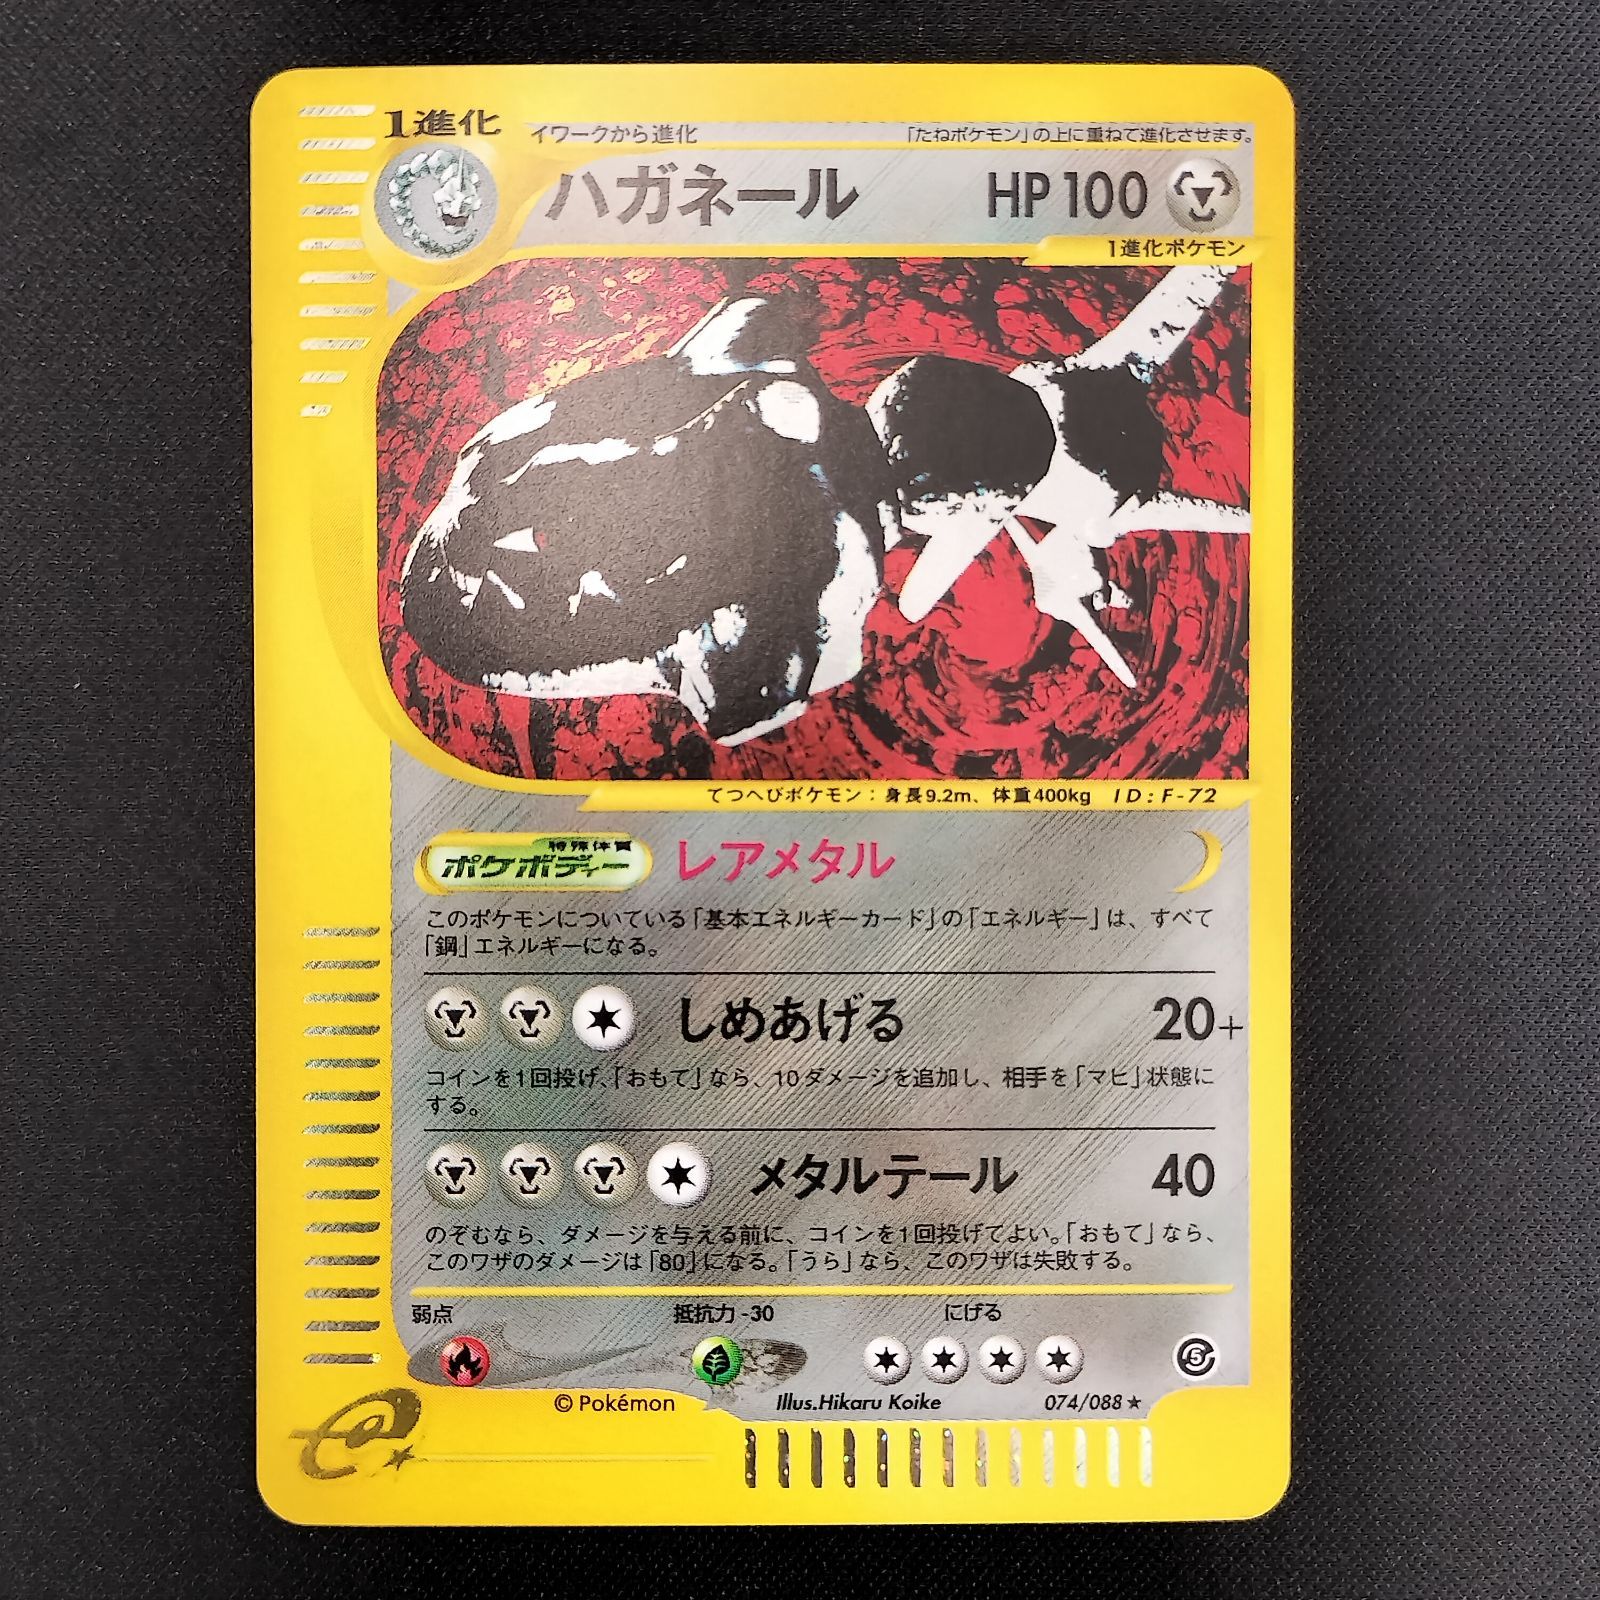 1進化
イワークから進化
「たねポケモン」の上に重ねて進化させます。
ハガネール HP100
1進化ポケモン
てつへびポケモン：身長9.2m、体重400kg ID:F-72
特殊体質
ポケボディー レアメタル
このポケモンについている「基本エネルギーカード」の「エネルギー」は、すべて
「鋼」エネルギーになる。
しめあげる 20+
コインを1回投げ、「おもて」なら、10ダメージを追加し、相手を「マヒ」状態に
する。
メタルテール 40
のぞむなら、ダメージを与える前に、コインを1回投げてよい。「おもて」なら、
このワザのダメージは「80」になる。「うら」なら、このワザは失敗する。
弱点 抵抗力 -30 にげる
5
© Pokémon Illus.Hikaru Koike 074/088★
e